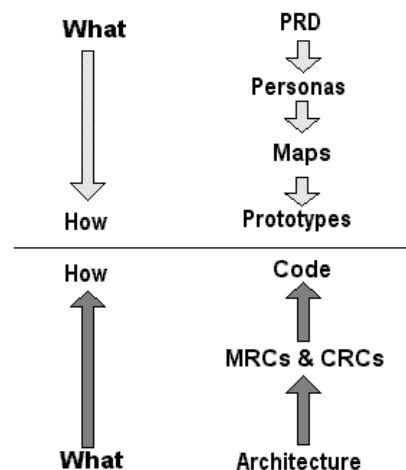 What
PRD
Personas
Maps
How
Prototypes
How
Code
MRCs & CRCs
What
Architecture